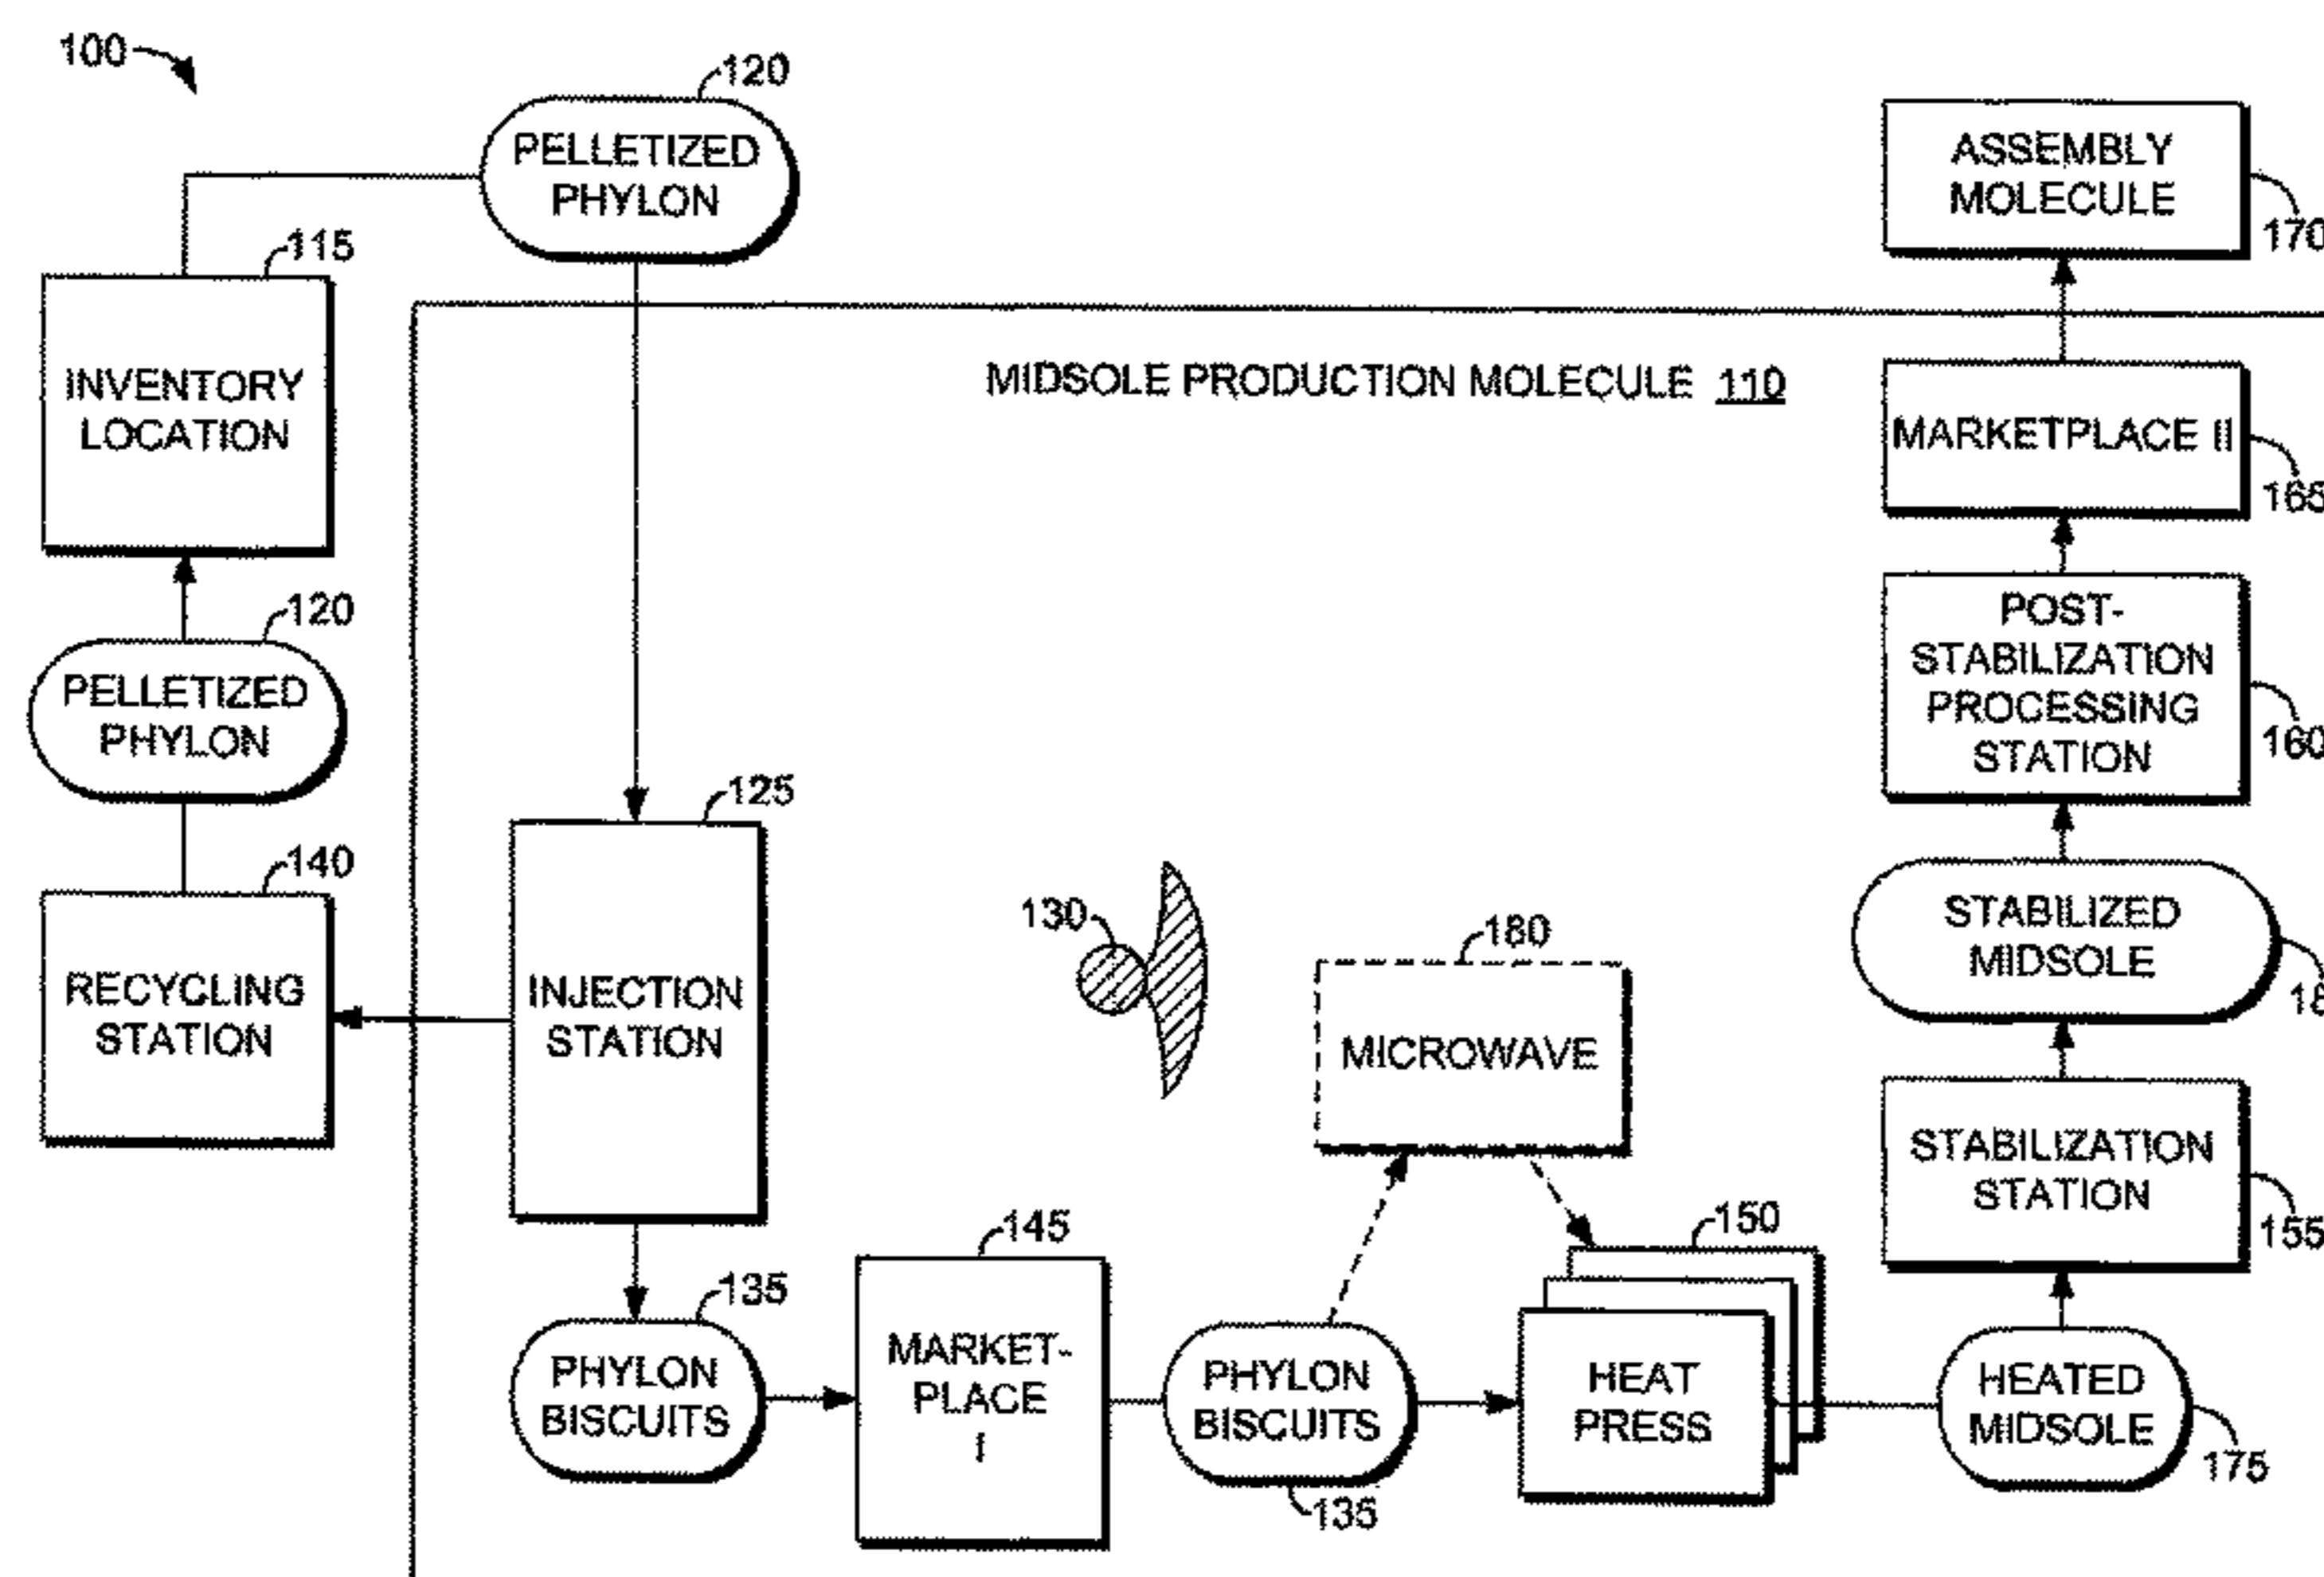 100
120
PELLETIZED
PHYLON
115
INVENTORY
LOCATION
120
PELLETIZED
PHYLON
140
RECYCLING
STATION
MIDSOLE PRODUCTION MOLECULE 110
125
INJECTION
STATION
135
PHYLON
BISCUITS
145
MARKET-
PLACE
I
130
180
MICROWAVE
PHYLON
BISCUITS
135
150
HEAT
PRESS
HEATED
MIDSOLE
175
STABILIZATION
STATION
155
STABILIZED
MIDSOLE
POST-
STABILIZATION
PROCESSING
STATION
160
MARKETPLACE II
165
ASSEMBLY
MOLECULE
170